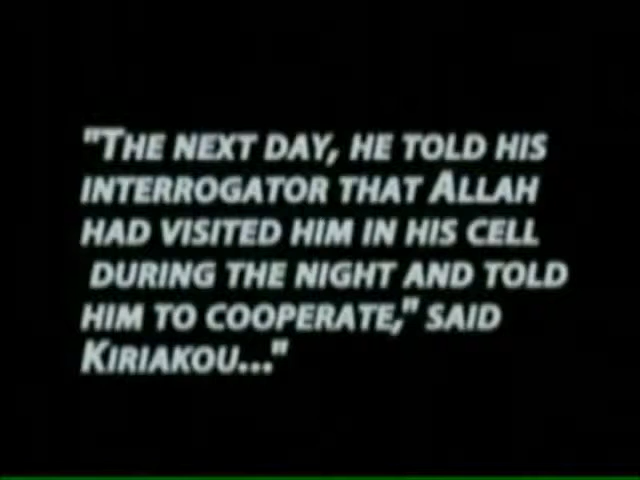 "THE NEXT DAY, HE TOLD HIS
INTERROGATOR THAT ALLAH
HAD VISITED HIM IN HIS CELL
DURING THE NIGHT AND TOLD
HIM TO COOPERATE," SAID
KIRIAKOU..."